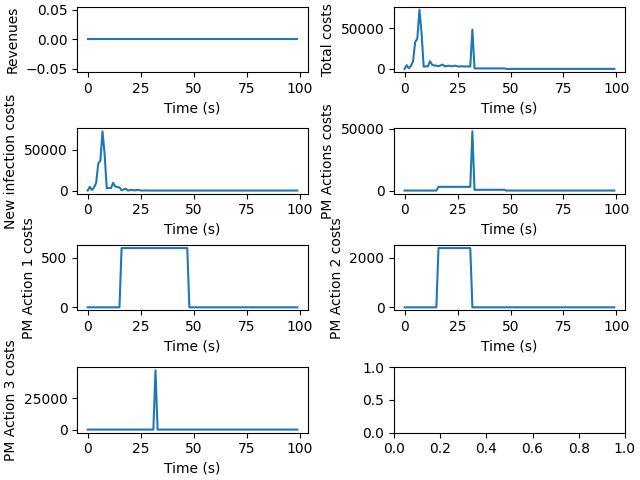 Revenues
0.05
0.00
−0.05
0 25 50 75 100
Time (s)
Total costs
50000
0
0 25 50 75 100
Time (s)
New infection costs
50000
0
0 25 50 75 100
Time (s)
PM Actions costs
50000
0
0 25 50 75 100
Time (s)
PM Action 1 costs
500
0
0 25 50 75 100
Time (s)
PM Action 2 costs
2000
0
0 25 50 75 100
Time (s)
PM Action 3 costs
25000
0
0 25 50 75 100
Time (s)
1.0
0.5
0.0
0.0 0.2 0.4 0.6 0.8 1.0